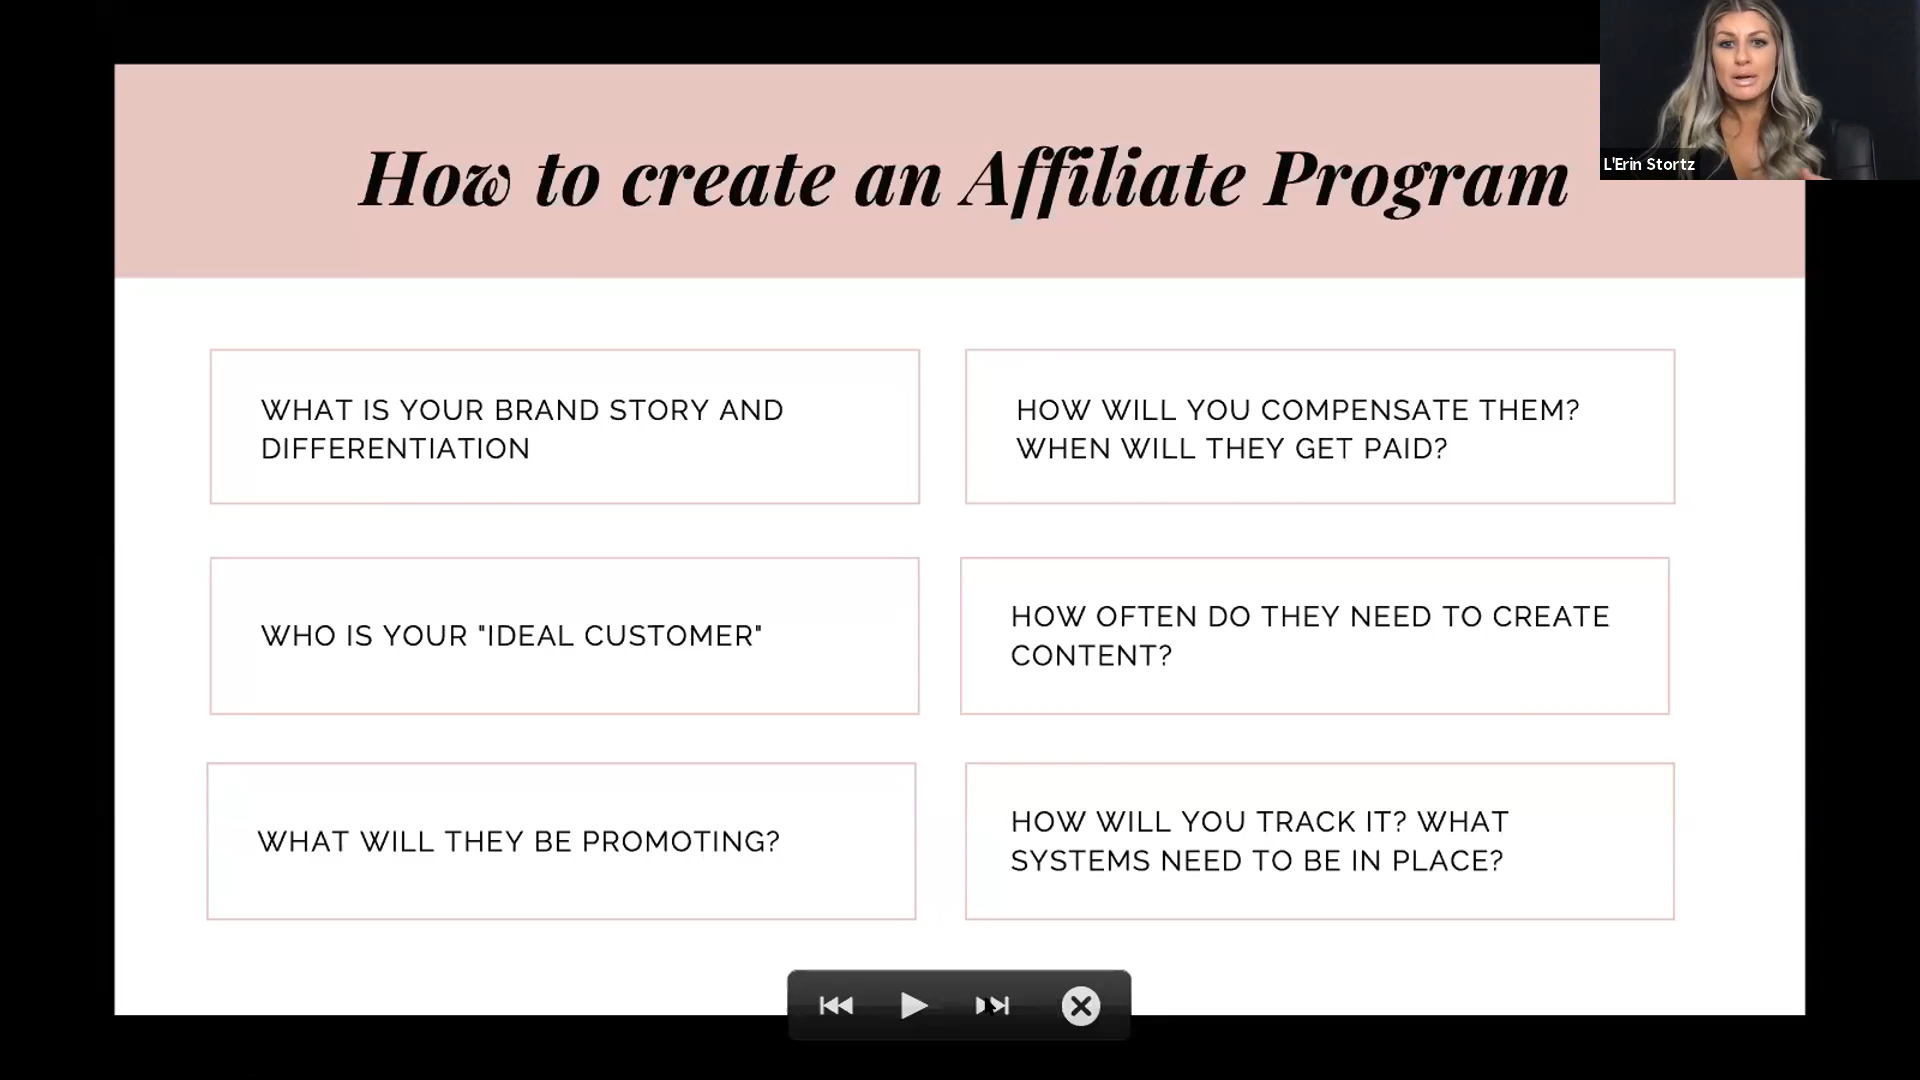 How to create an Affiliate Program
L'Erin Stortz
WHAT IS YOUR BRAND STORY AND
DIFFERENTIATION
HOW WILL YOU COMPENSATE THEM?
WHEN WILL THEY GET PAID?
WHO IS YOUR "IDEAL CUSTOMER"
HOW OFTEN DO THEY NEED TO CREATE
CONTENT?
WHAT WILL THEY BE PROMOTING?
HOW WILL YOU TRACK IT? WHAT
SYSTEMS NEED TO BE IN PLACE?